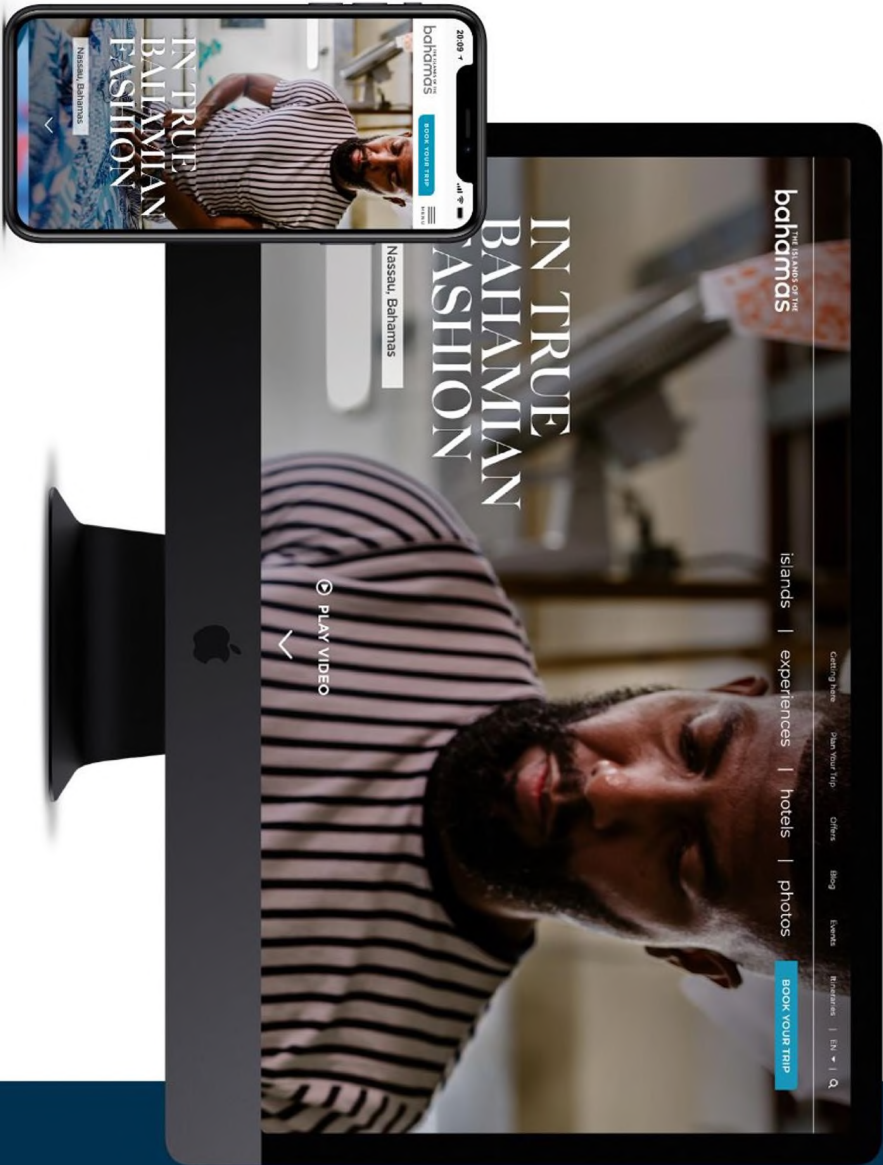 Getting here
Plan Your Trip
Offers
Blog
Events
Itineraries | EN | 
THE ISLANDS OF THE
bahamas
islands | experiences | hotels | photos
BOOK YOUR TRIP
IN TRUE
BAHAMIAN
FASHION
Nassau, Bahamas
PLAY VIDEO
20:09
THE ISLANDS OF THE
bahamas
BOOK YOUR TRIP
MENU
IN TRUE
BAHAMIAN
FASHION
Nassau, Bahamas